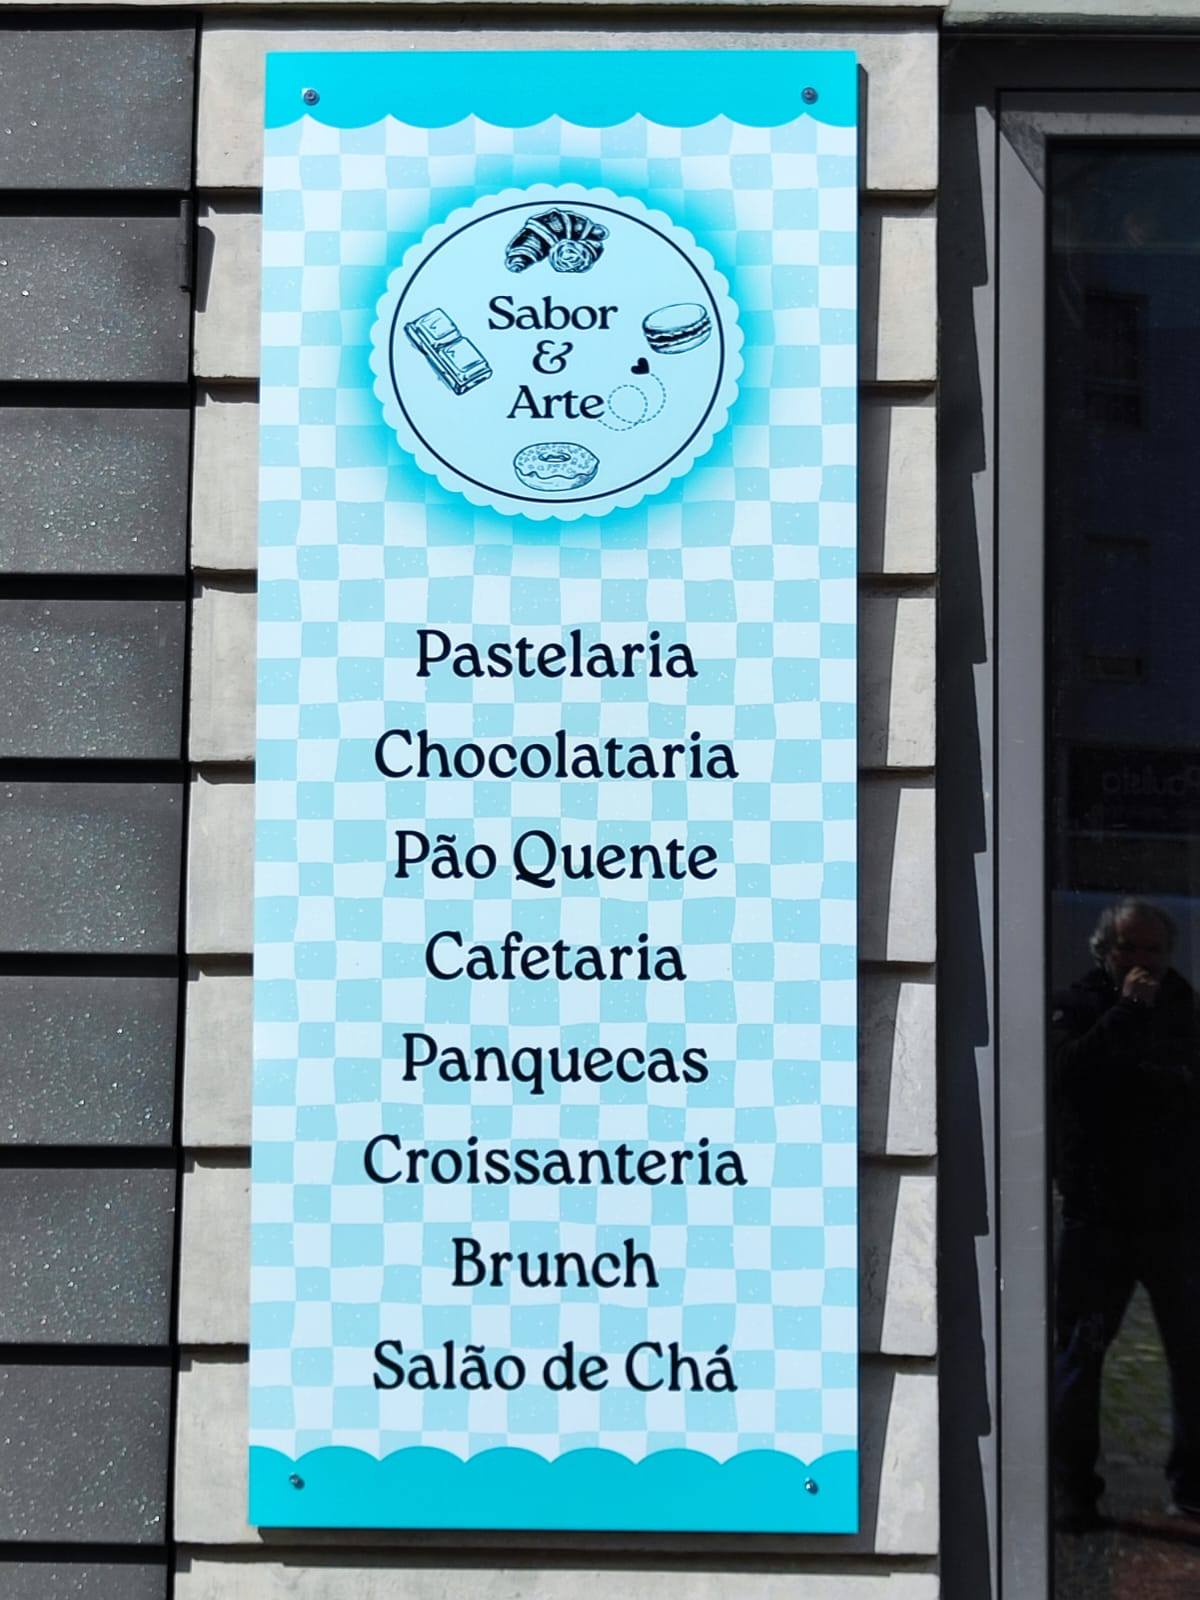 Sabor
&
Arte
Pastelaria
Chocolataria
Pão Quente
Cafetaria
Panquecas
Croissanteria
Brunch
Salão de Chá